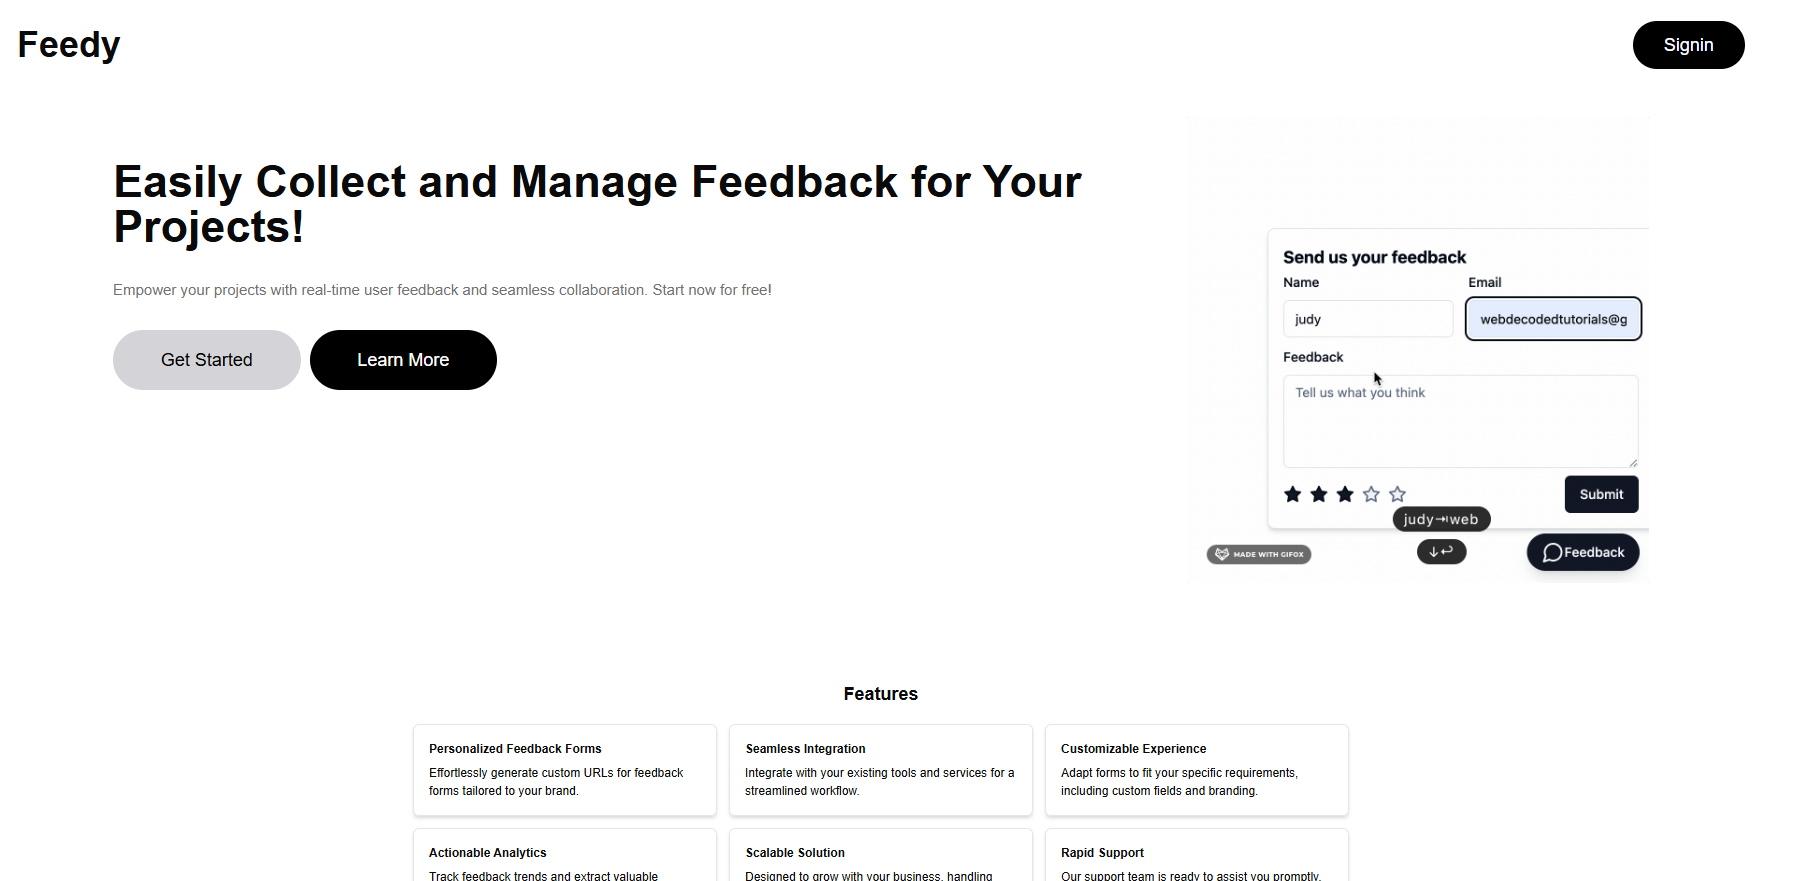 Feedy
Signin
Easily Collect and Manage Feedback for Your
Projects!
Empower your projects with real-time user feedback and seamless collaboration. Start now for free!
Get Started
Learn More
Send us your feedback
Name
Email
judy
webdecodedtutorials@g
Feedback
Tell us what you think
Submit
judy⇥web
↓↩
MADE WITH GIFOX
Feedback
Features
Personalized Feedback Forms
Effortlessly generate custom URLs for feedback
forms tailored to your brand.
Seamless Integration
Integrate with your existing tools and services for a
streamlined workflow.
Customizable Experience
Adapt forms to fit your specific requirements,
including custom fields and branding.
Actionable Analytics
Track feedback trends and extract valuable
Scalable Solution
Designed to grow with your business, handling
Rapid Support
Our support team is ready to assist you promptly,